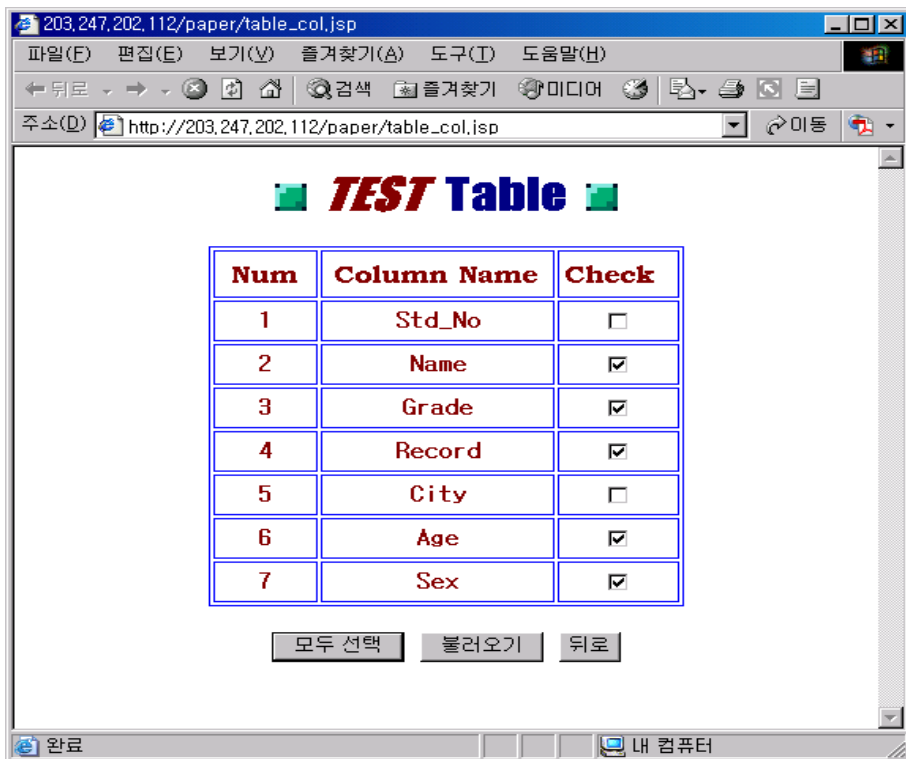 203,247,202,112/paper/table_col,jsp
파일(F) 편집(E) 보기(V) 즐겨찾기(A) 도구(T) 도움말(H)
뒤로 검색 즐겨찾기 미디어
주소(D) http://203,247,202,112/paper/table_col,jsp 이동
TEST Table
Num Column Name Check
1 Std_No
2 Name
3 Grade
4 Record
5 City
6 Age
7 Sex
모두 선택 불러오기 뒤로
완료 내 컴퓨터